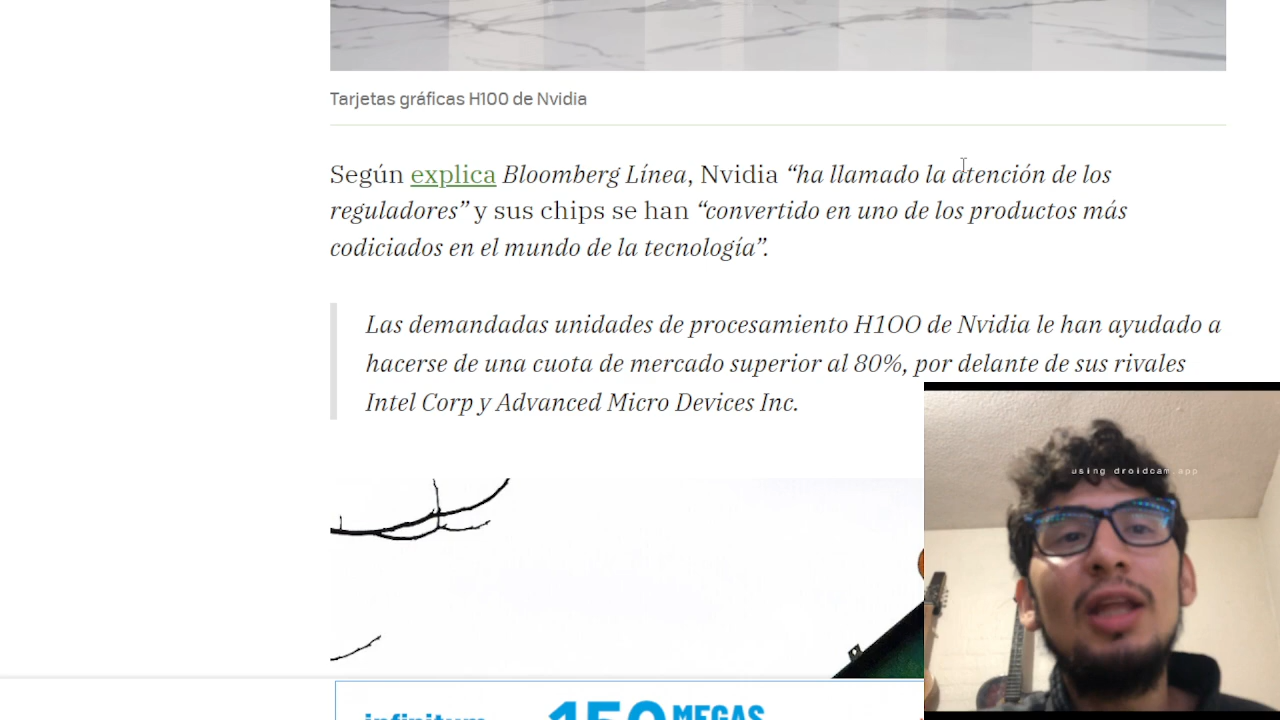 Tarjetas gráficas H100 de Nvidia
Según explica Bloomberg Línea, Nvidia “ha llamado la atención de los
reguladores” y sus chips se han “convertido en uno de los productos más
codiciados en el mundo de la tecnología”.
Las demandadas unidades de procesamiento H100 de Nvidia le han ayudado a
hacerse de una cuota de mercado superior al 80%, por delante de sus rivales
Intel Corp y Advanced Micro Devices Inc.
using droidcam app
infinitum 150 MEGAS